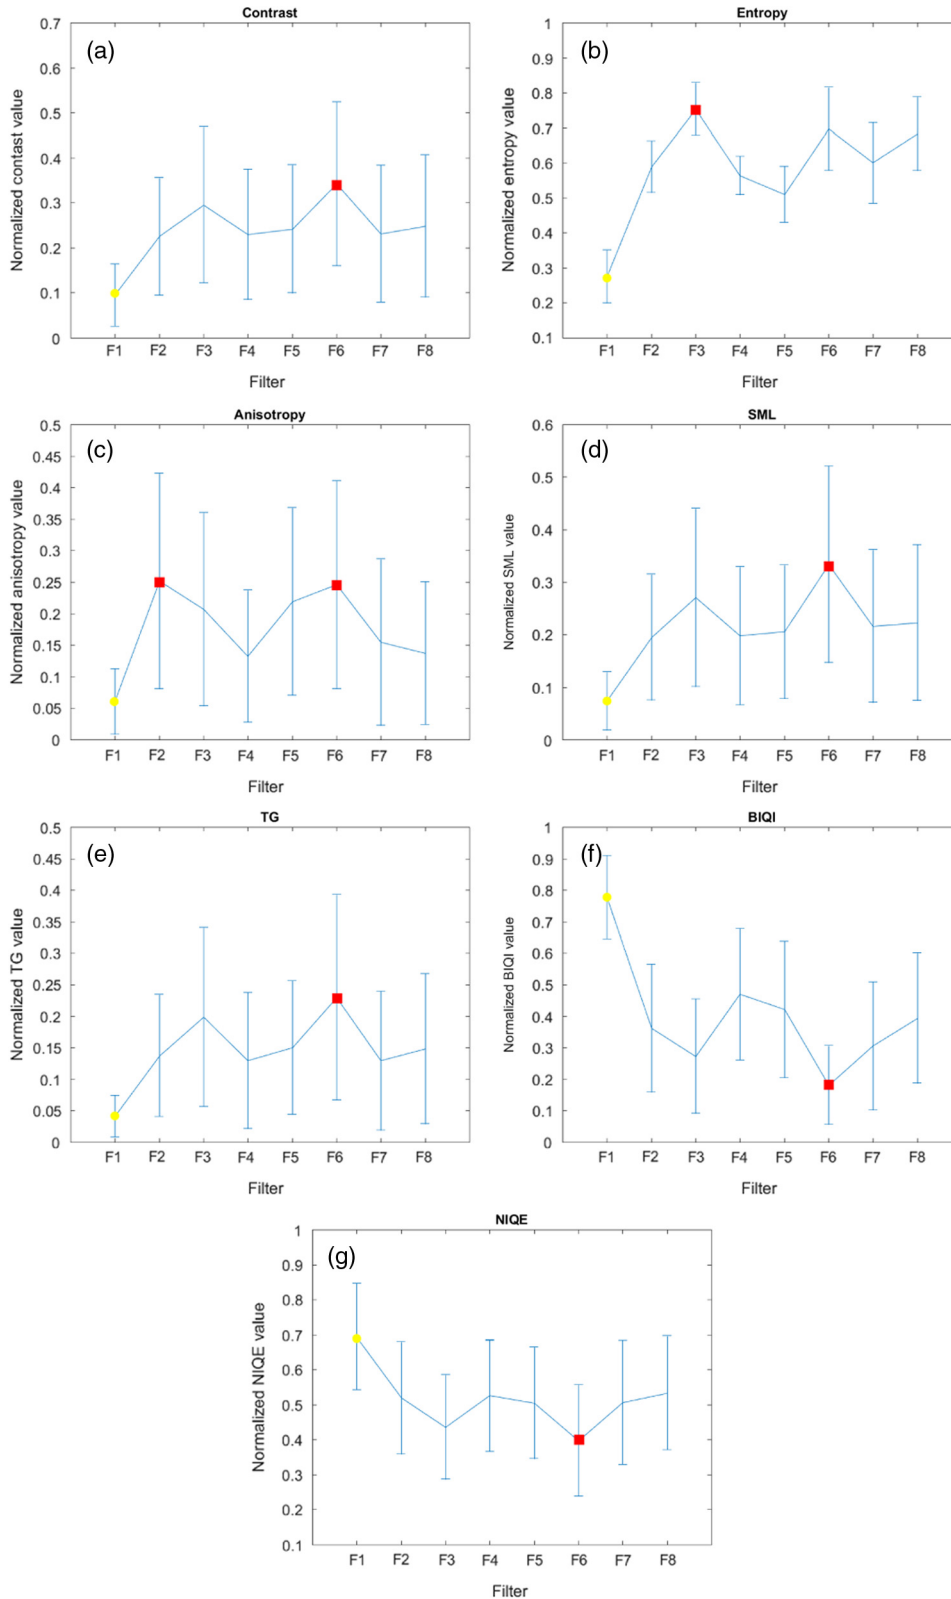 Contrast
(a)
0.7
0.6
0.5
0.4
0.3
0.2
0.1
0
Normalized contast value
F1 F2 F3 F4 F5 F6 F7 F8
Filter
Entropy
(b)
1
0.9
0.8
0.7
0.6
0.5
0.4
0.3
0.2
0.1
Normalized entropy value
F1 F2 F3 F4 F5 F6 F7 F8
Filter
Anisotropy
(c)
0.5
0.45
0.4
0.35
0.3
0.25
0.2
0.15
0.1
0.05
0
Normalized anisotropy value
F1 F2 F3 F4 F5 F6 F7 F8
Filter
SML
(d)
0.6
0.5
0.4
0.3
0.2
0.1
0
Normalized SML value
F1 F2 F3 F4 F5 F6 F7 F8
Filter
TG
(e)
0.5
0.45
0.4
0.35
0.3
0.25
0.2
0.15
0.1
0.05
0
Normalized TG value
F1 F2 F3 F4 F5 F6 F7 F8
Filter
BIQI
(f)
1
0.9
0.8
0.7
0.6
0.5
0.4
0.3
0.2
0.1
0
Normalized BIQI value
F1 F2 F3 F4 F5 F6 F7 F8
Filter
NIQE
(g)
1
0.9
0.8
0.7
0.6
0.5
0.4
0.3
0.2
0.1
Normalized NIQE value
F1 F2 F3 F4 F5 F6 F7 F8
Filter